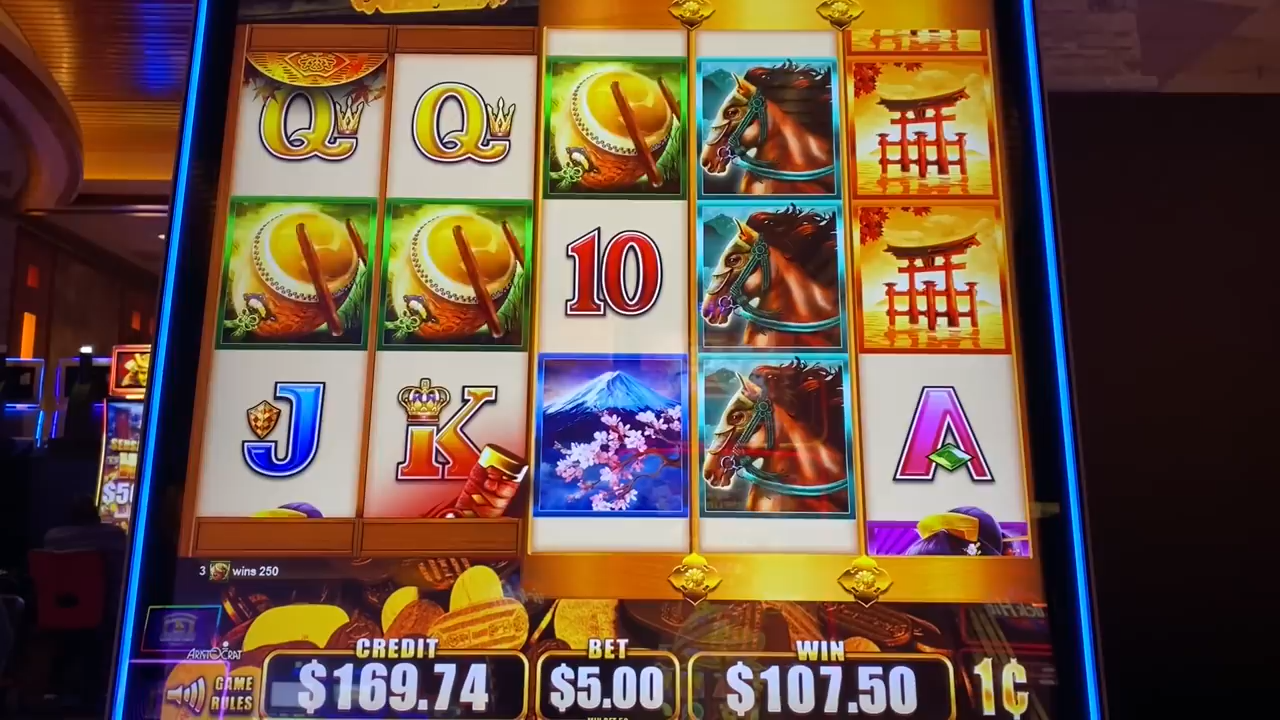 Q
Q
10
J
K
A
3 wins 250
ARISTOCRAT
GAME
RULES
CREDIT
$169.74
BET
$5.00
WIN
$107.50
1¢